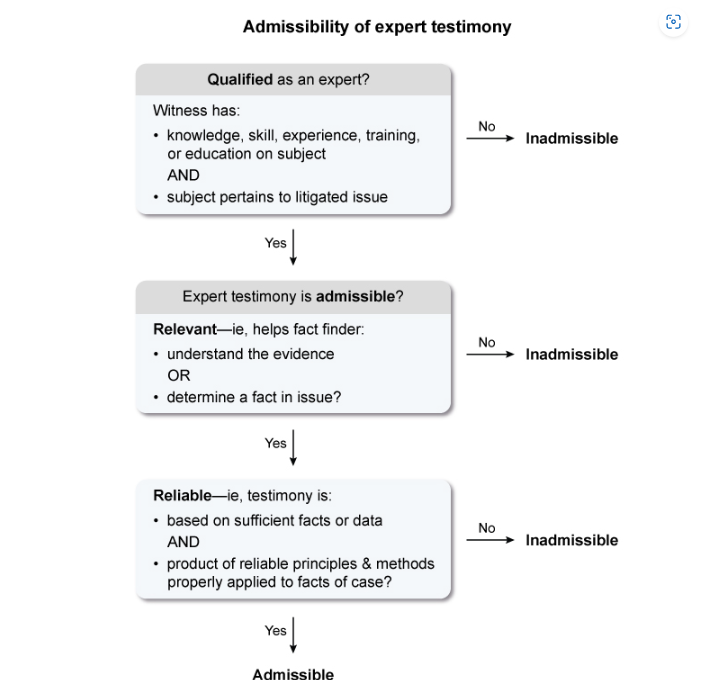 Admissibility of expert testimony
Qualified as an expert?
Witness has:
• knowledge, skill, experience, training,
or education on subject
AND
• subject pertains to litigated issue
No
Inadmissible
Yes
Expert testimony is admissible?
Relevant—ie, helps fact finder:
• understand the evidence
OR
• determine a fact in issue?
No
Inadmissible
Yes
Reliable—ie, testimony is:
• based on sufficient facts or data
AND
• product of reliable principles & methods
properly applied to facts of case?
No
Inadmissible
Yes
Admissible